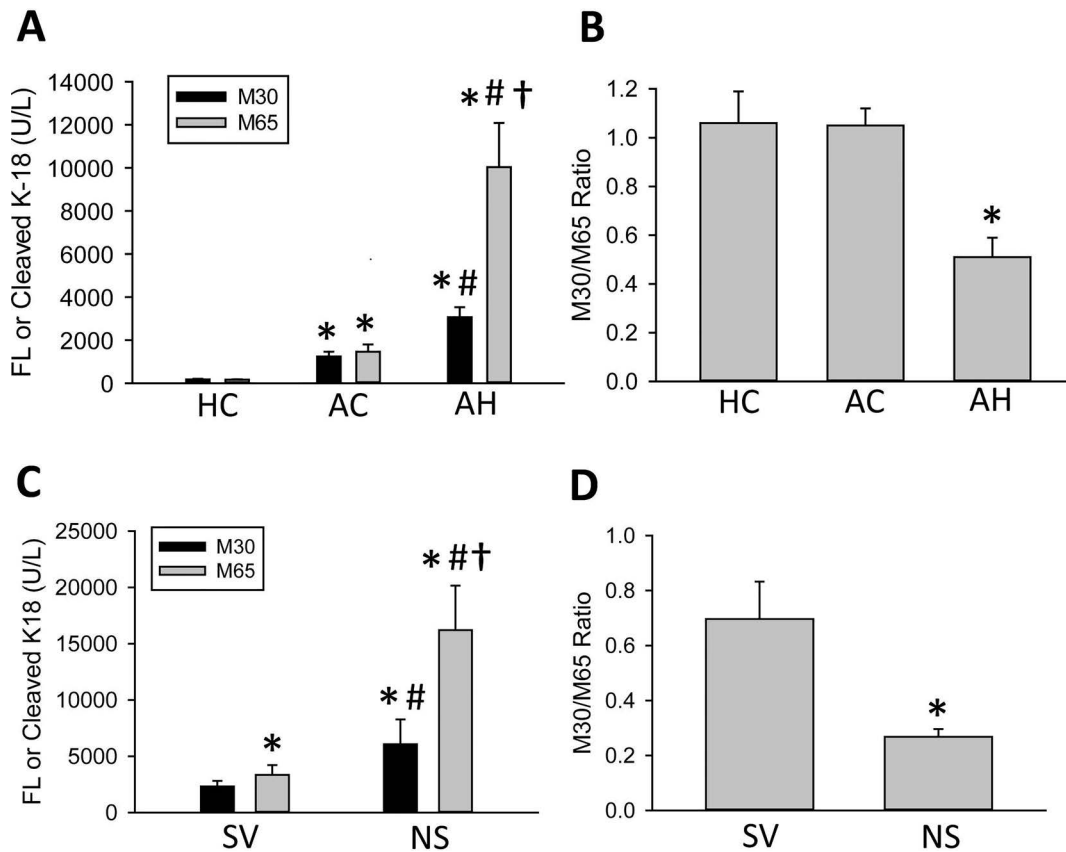 A
FL or Cleaved K-18 (U/L)
14000
12000
10000
8000
6000
4000
2000
0
M30
M65
* *
* #
* # †
HC AC AH
B
M30/M65 Ratio
1.2
1.0
0.8
0.6
0.4
0.2
0.0
*
HC AC AH
C
FL or Cleaved K18 (U/L)
25000
20000
15000
10000
5000
0
M30
M65
*
* #
* # †
SV NS
D
M30/M65 Ratio
1.0
0.8
0.6
0.4
0.2
0.0
*
SV NS